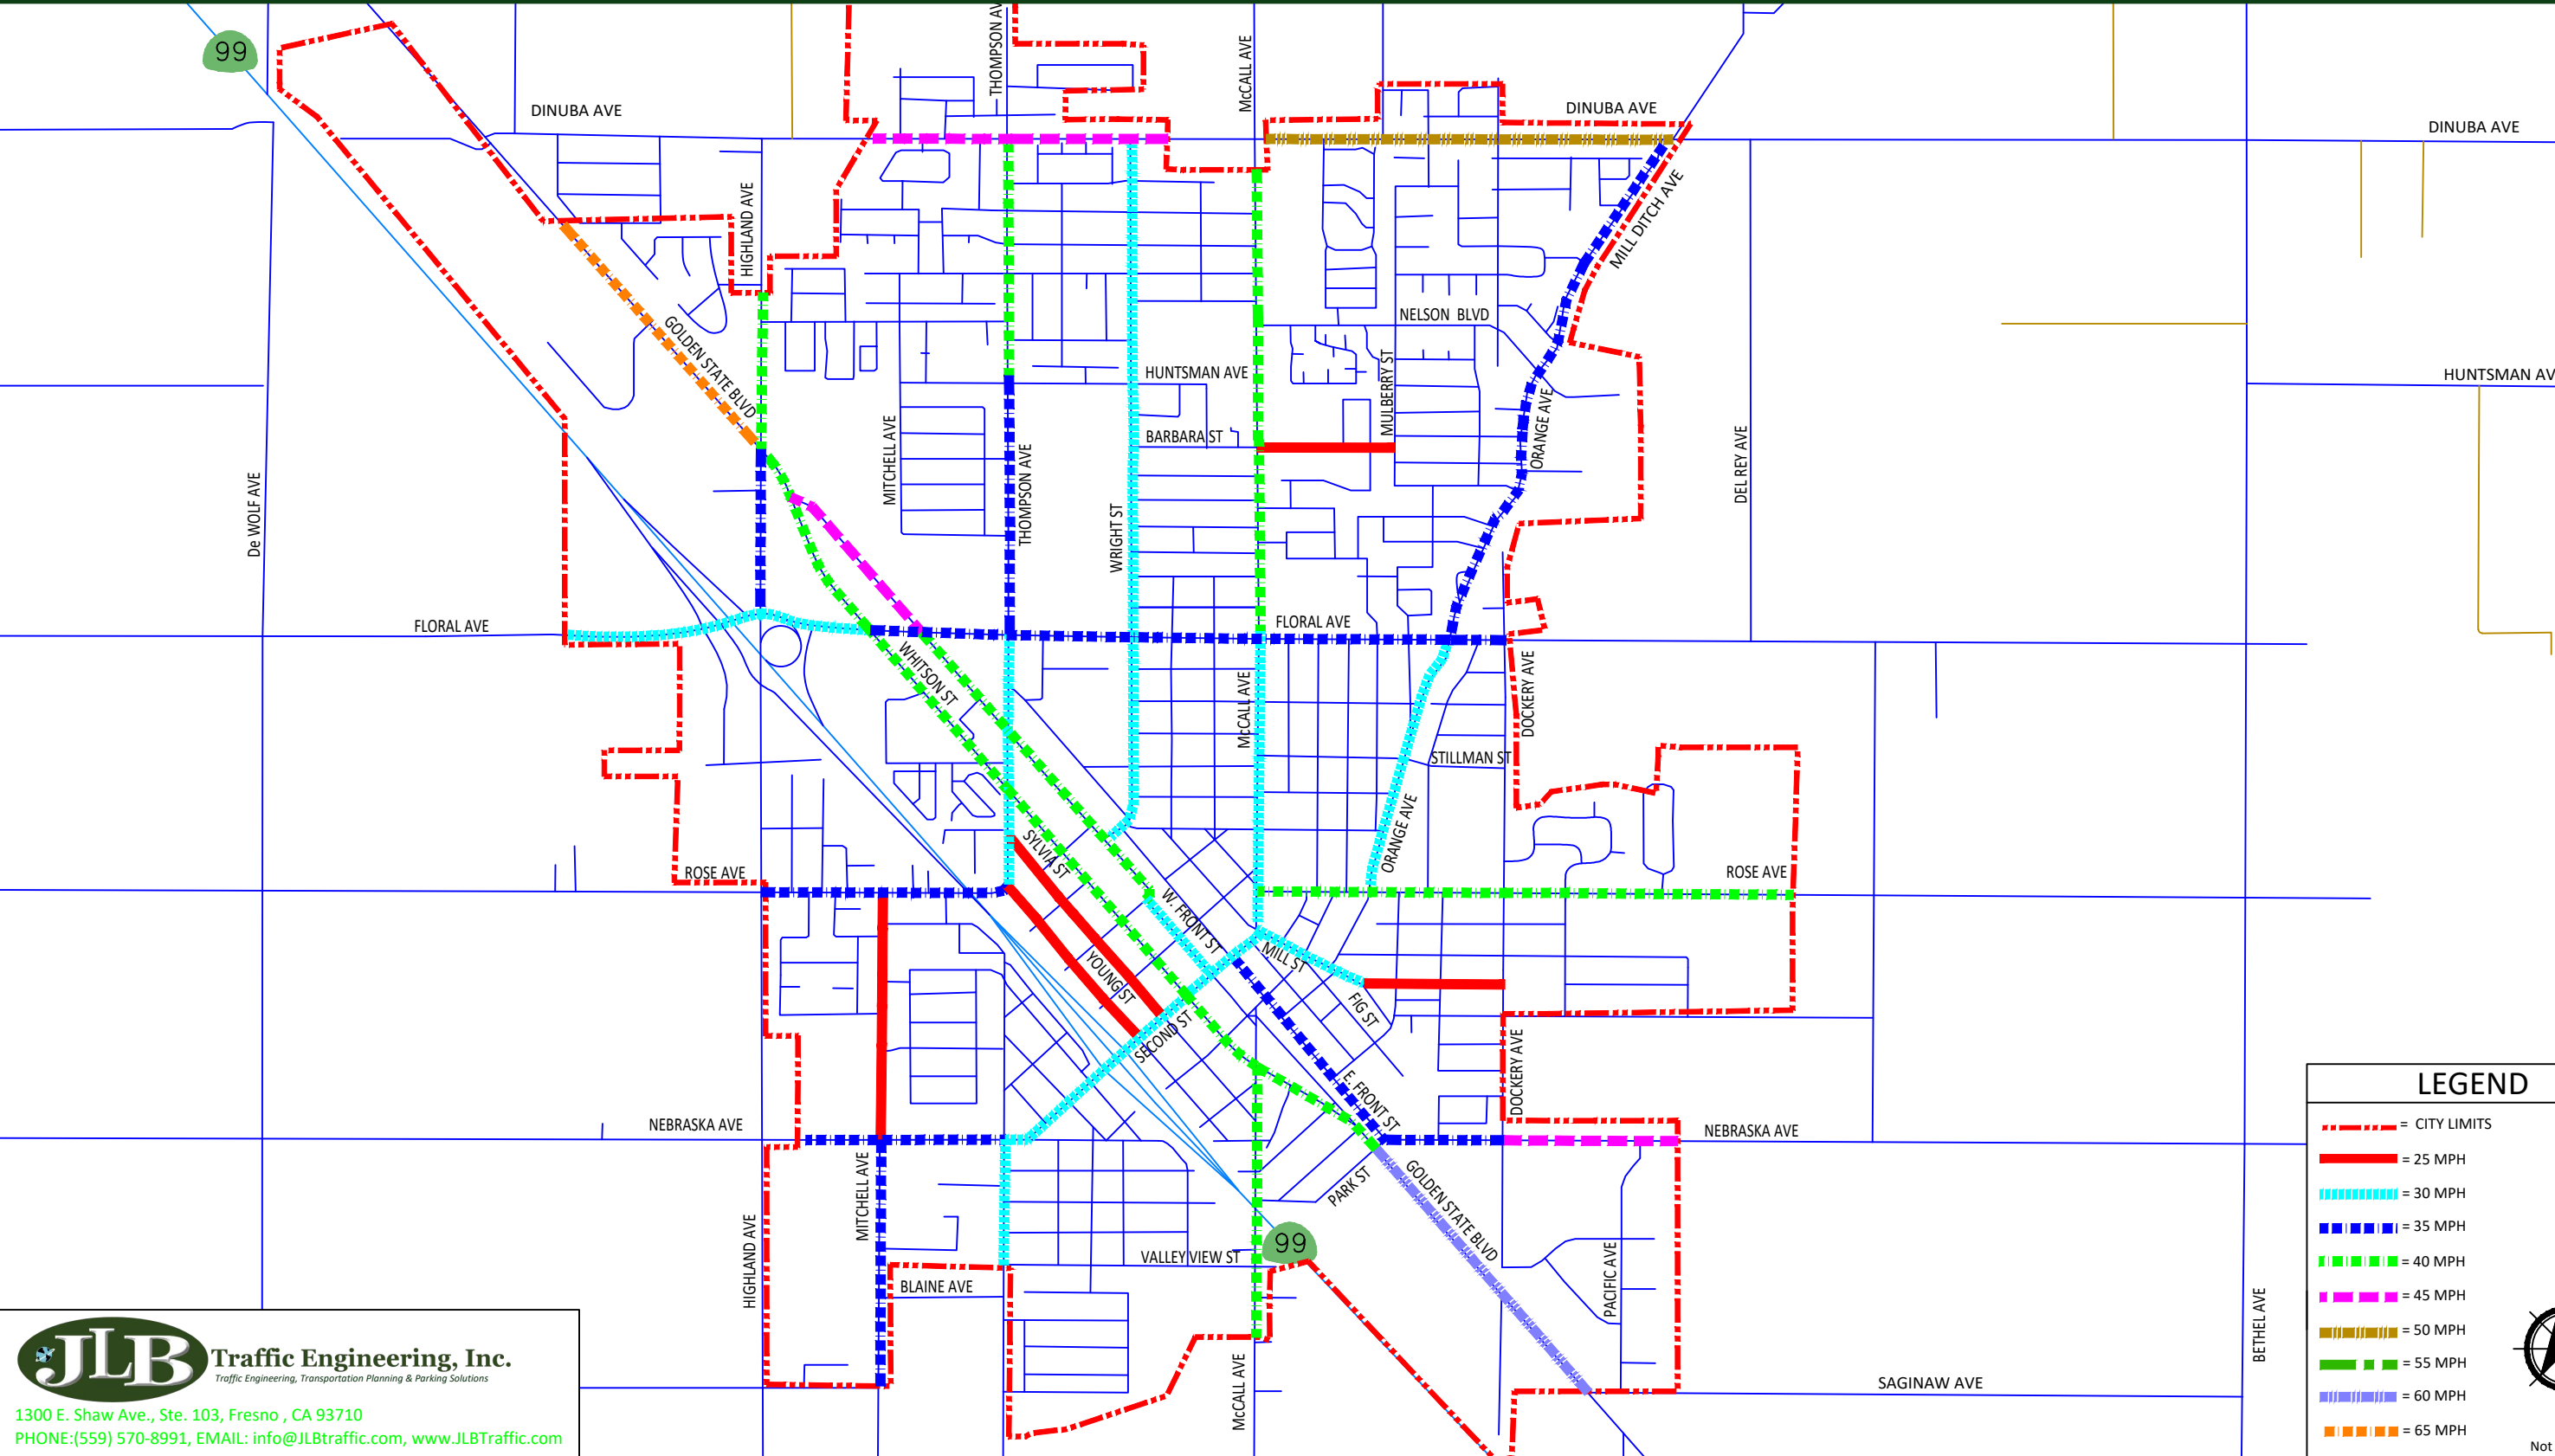 99
THOMPSON AV
McCALL AVE
DINUBA AVE
DINUBA AVE
DINUBA AVE
HIGHLAND AVE
MILL DITCH AVE
GOLDEN STATE BLVD
NELSON BLVD
HUNTSMAN AVE
MULBERRY ST
HUNTSMAN AV
BARBARA ST
ORANGE AVE
MITCHELL AVE
THOMPSON AVE
DEL REY AVE
De WOLF AVE
WRIGHT ST
FLORAL AVE
FLORAL AVE
WHITSON ST
McCALL AVE
DOCKERY AVE
STILLMAN ST
ORANGE AVE
SYLVIA ST
ROSE AVE
ROSE AVE
W. FRONT ST
MILL ST
YOUNG ST
FIG ST
SECOND ST
E. FRONT ST
DOCKERY AVE
NEBRASKA AVE
NEBRASKA AVE
MITCHELL AVE
PARK ST
GOLDEN STATE BLVD
HIGHLAND AVE
VALLEY VIEW ST
99
BLAINE AVE
PACIFIC AVE
BETHEL AVE
McCALL AVE
SAGINAW AVE
LEGEND
= CITY LIMITS
= 25 MPH
= 30 MPH
= 35 MPH
= 40 MPH
= 45 MPH
= 50 MPH
= 55 MPH
= 60 MPH
= 65 MPH
Not
JLB Traffic Engineering, Inc.
Traffic Engineering, Transportation Planning & Parking Solutions
1300 E. Shaw Ave., Ste. 103, Fresno , CA 93710
PHONE:(559) 570-8991, EMAIL: info@JLBtraffic.com, www.JLBTraffic.com